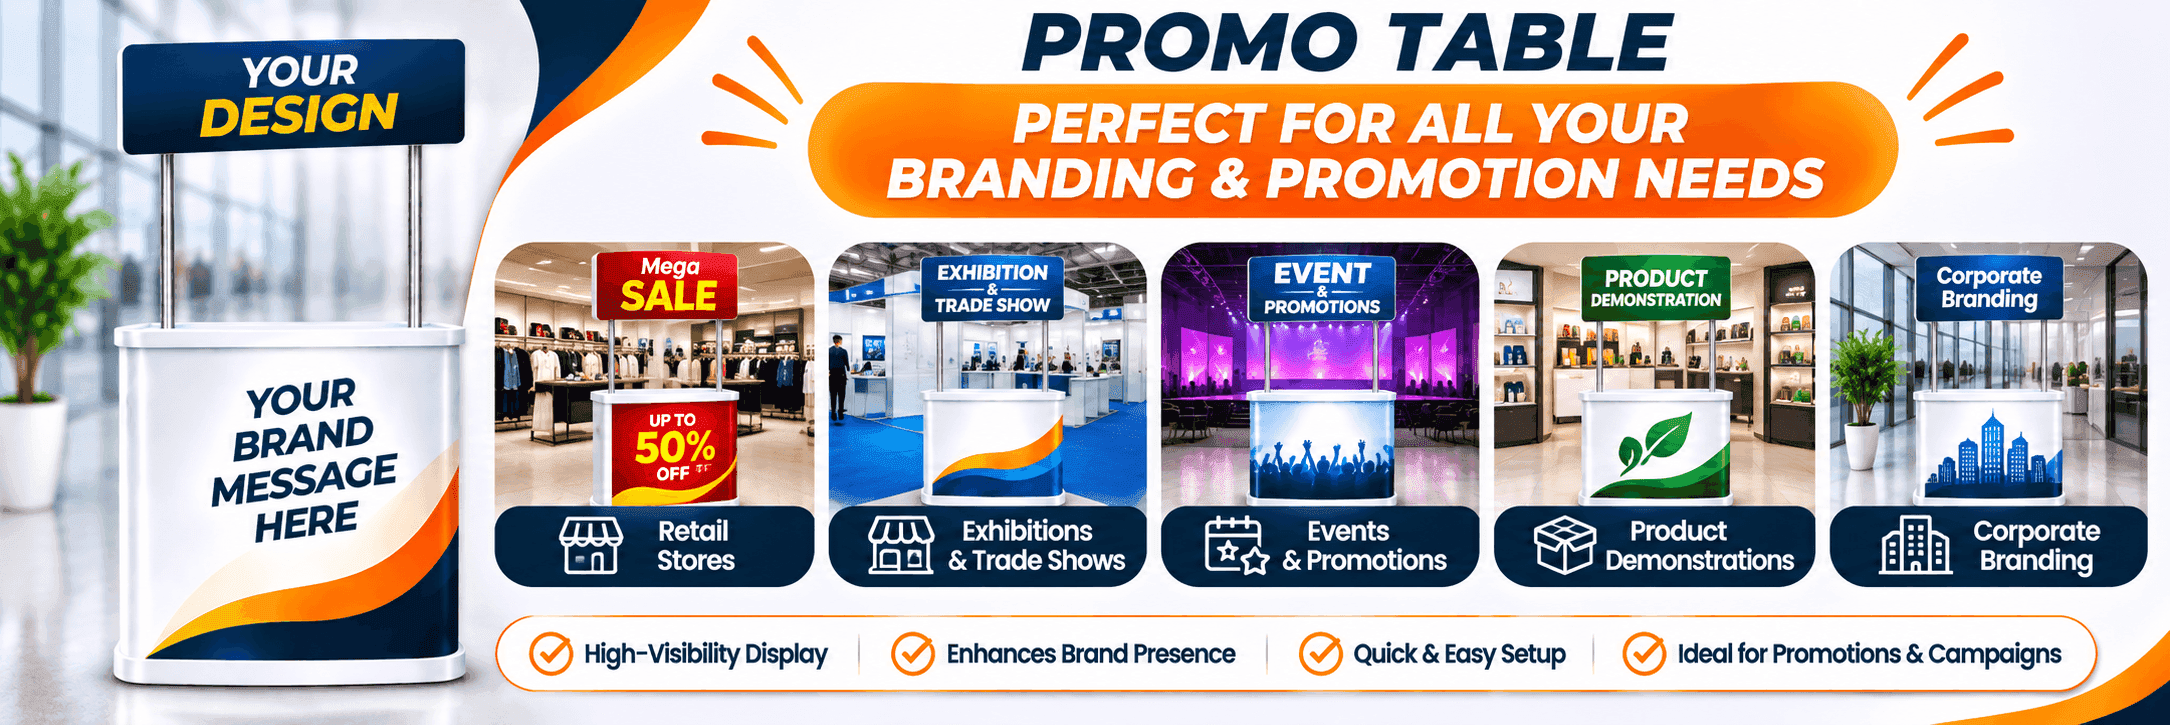 YOUR
DESIGN
YOUR
BRAND
MESSAGE
HERE
PROMO TABLE
PERFECT FOR ALL YOUR
BRANDING & PROMOTION NEEDS
Mega
SALE
UP TO
50%
OFF
Retail
Stores
EXHIBITION
&
TRADE SHOW
Exhibitions
& Trade Shows
EVENT
&
PROMOTIONS
Events
& Promotions
PRODUCT
DEMONSTRATION
Product
Demonstrations
Corporate
Branding
Corporate
Branding
High-Visibility Display
Enhances Brand Presence
Quick & Easy Setup
Ideal for Promotions & Campaigns